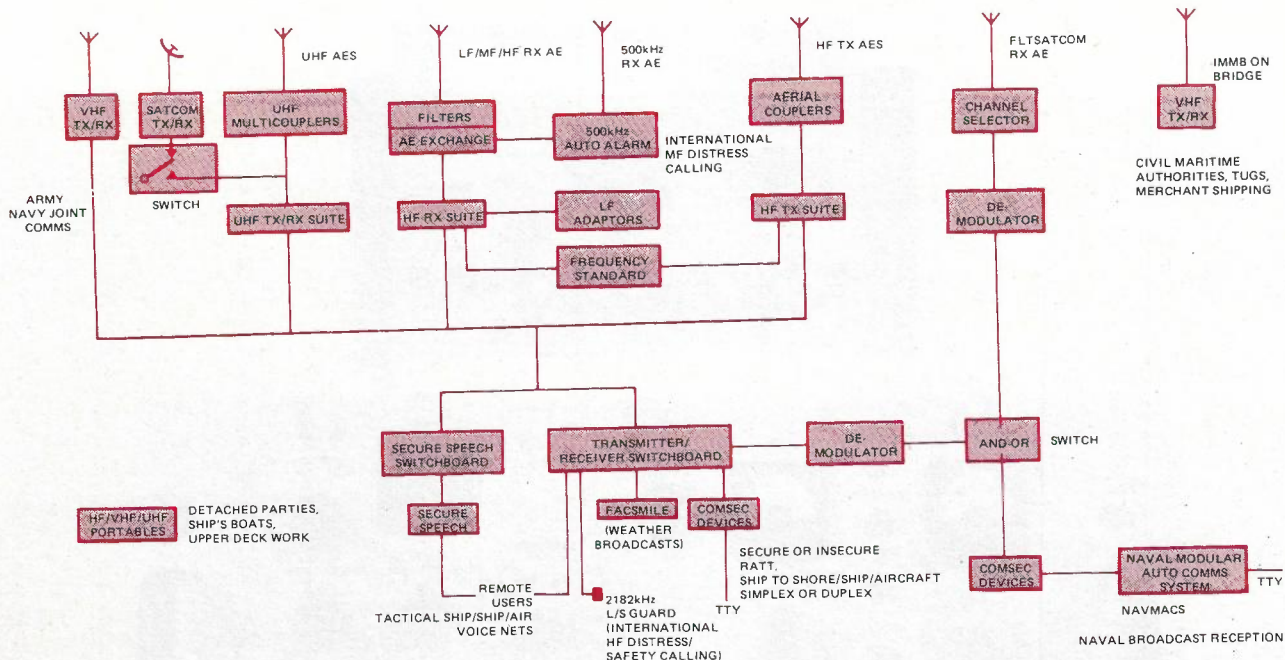 UHF AES
LF/MF/HF RX AE
500kHz
RX AE
HF TX AES
FLTSATCOM
RX AE
IMMB ON
BRIDGE
VHF
TX/RX
SATCOM
TX/RX
UHF
MULTICOUPLERS
FILTERS
AE EXCHANGE
500kHz
AUTO ALARM
INTERNATIONAL
MF DISTRESS
CALLING
AERIAL
COUPLERS
CHANNEL
SELECTOR
VHF
TX/RX
CIVIL MARITIME
AUTHORITIES, TUGS,
MERCHANT SHIPPING
ARMY
NAVY JOINT
COMMS
SWITCH
UHF TX/RX SUITE
HF RX SUITE
LF
ADAPTORS
HF TX SUITE
DE-
MODULATOR
FREQUENCY
STANDARD
SECURE SPEECH
SWITCHBOARD
TRANSMITTER/
RECEIVER SWITCHBOARD
DE-
MODULATOR
AND-OR
SWITCH
HF/VHF/UHF
PORTABLES
DETACHED PARTIES,
SHIP'S BOATS,
UPPER DECK WORK
SECURE
SPEECH
FACSMILE
(WEATHER
BROADCASTS)
COMSEC
DEVICES
SECURE OR INSECURE
RATT,
SHIP TO SHORE/SHIP/AIRCRAFT
SIMPLEX OR DUPLEX
TTY
COMSEC
DEVICES
NAVAL MODULAR
AUTO COMMS
SYSTEM
TTY
NAVMACS
NAVAL BROADCAST RECEPTION
REMOTE
USERS
TACTICAL SHIP/SHIP/AIR
VOICE NETS
2182kHz
L/S GUARD
(INTERNATIONAL
HF DISTRESS/
SAFETY CALLING)